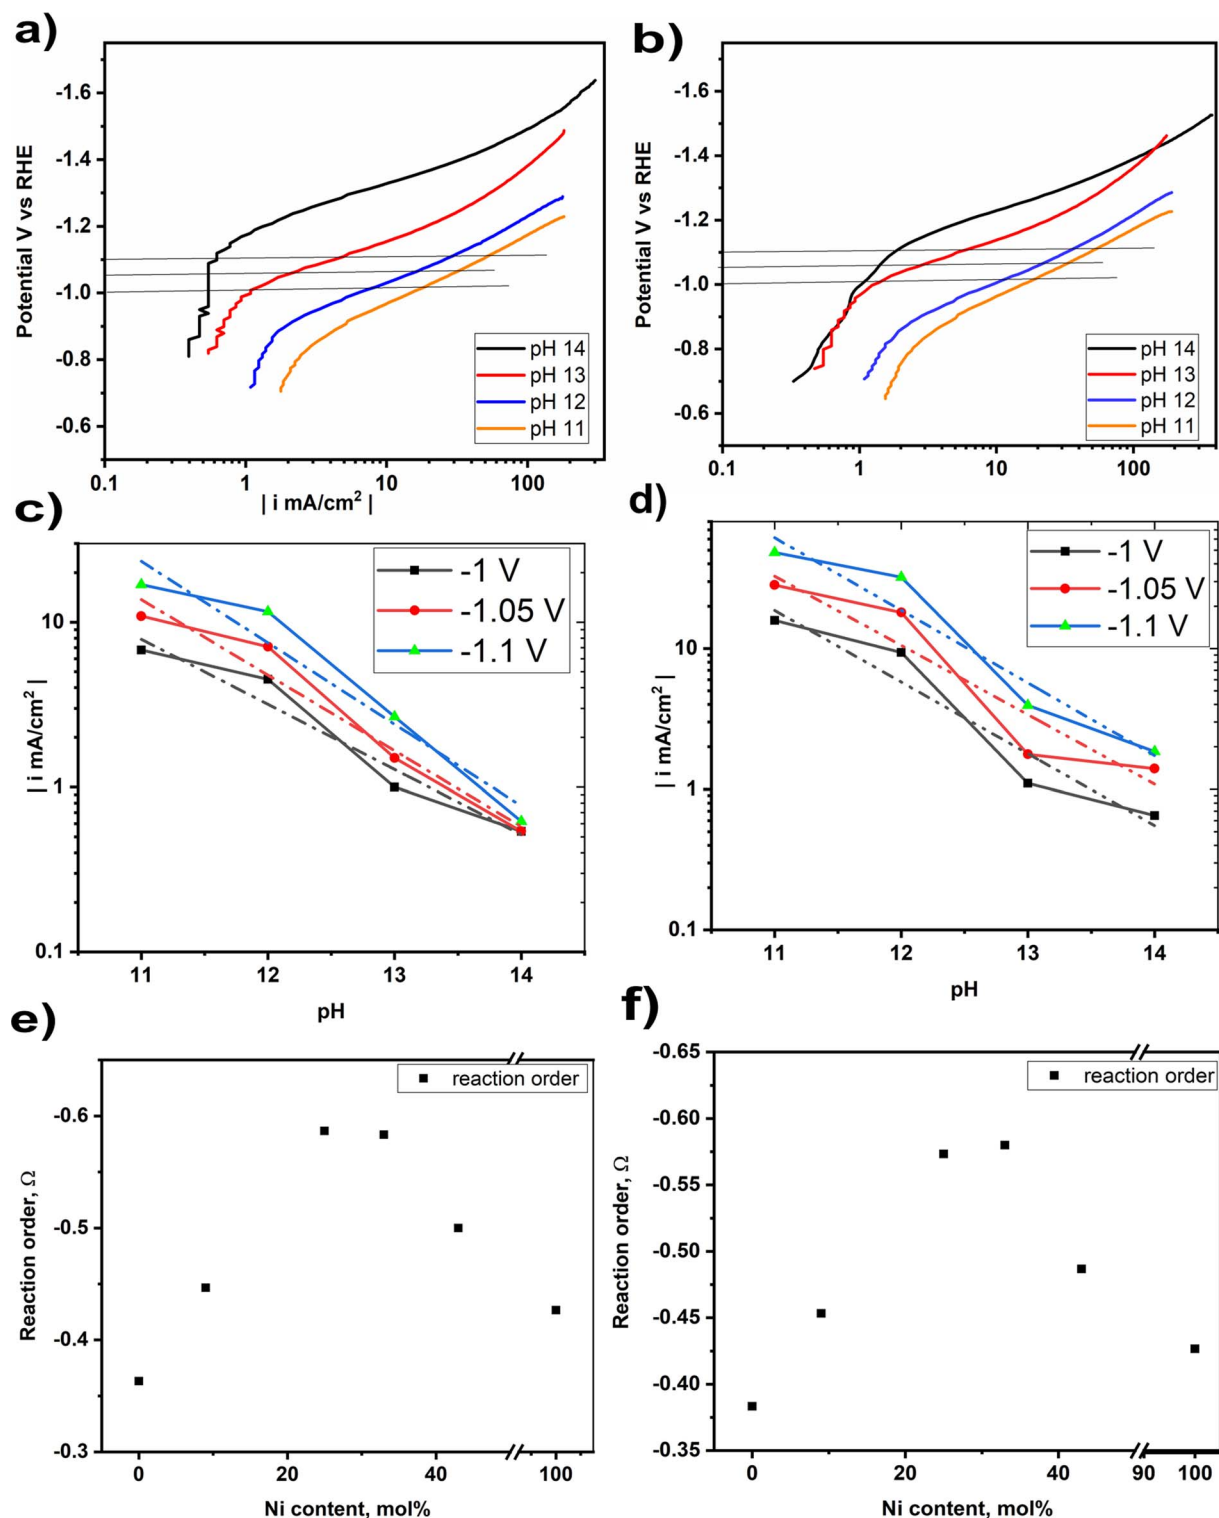 a)
Potential V vs RHE
-1.6
-1.4
-1.2
-1.0
-0.8
-0.6
pH 14
pH 13
pH 12
pH 11
0.1
1
10
100
| i mA/cm² |
b)
Potential V vs RHE
-1.6
-1.4
-1.2
-1.0
-0.8
-0.6
pH 14
pH 13
pH 12
pH 11
0.1
1
10
100
| i mA/cm² |
c)
| i mA/cm² |
10
1
0.1
-1 V
-1.05 V
-1.1 V
11
12
13
14
pH
d)
| i mA/cm² |
10
1
0.1
-1 V
-1.05 V
-1.1 V
11
12
13
14
pH
e)
Reaction order, Ω
-0.6
-0.5
-0.4
-0.3
reaction order
0
20
40
100
Ni content, mol%
f)
Reaction order, Ω
-0.65
-0.60
-0.55
-0.50
-0.45
-0.40
-0.35
reaction order
0
20
40
90
100
Ni content, mol%